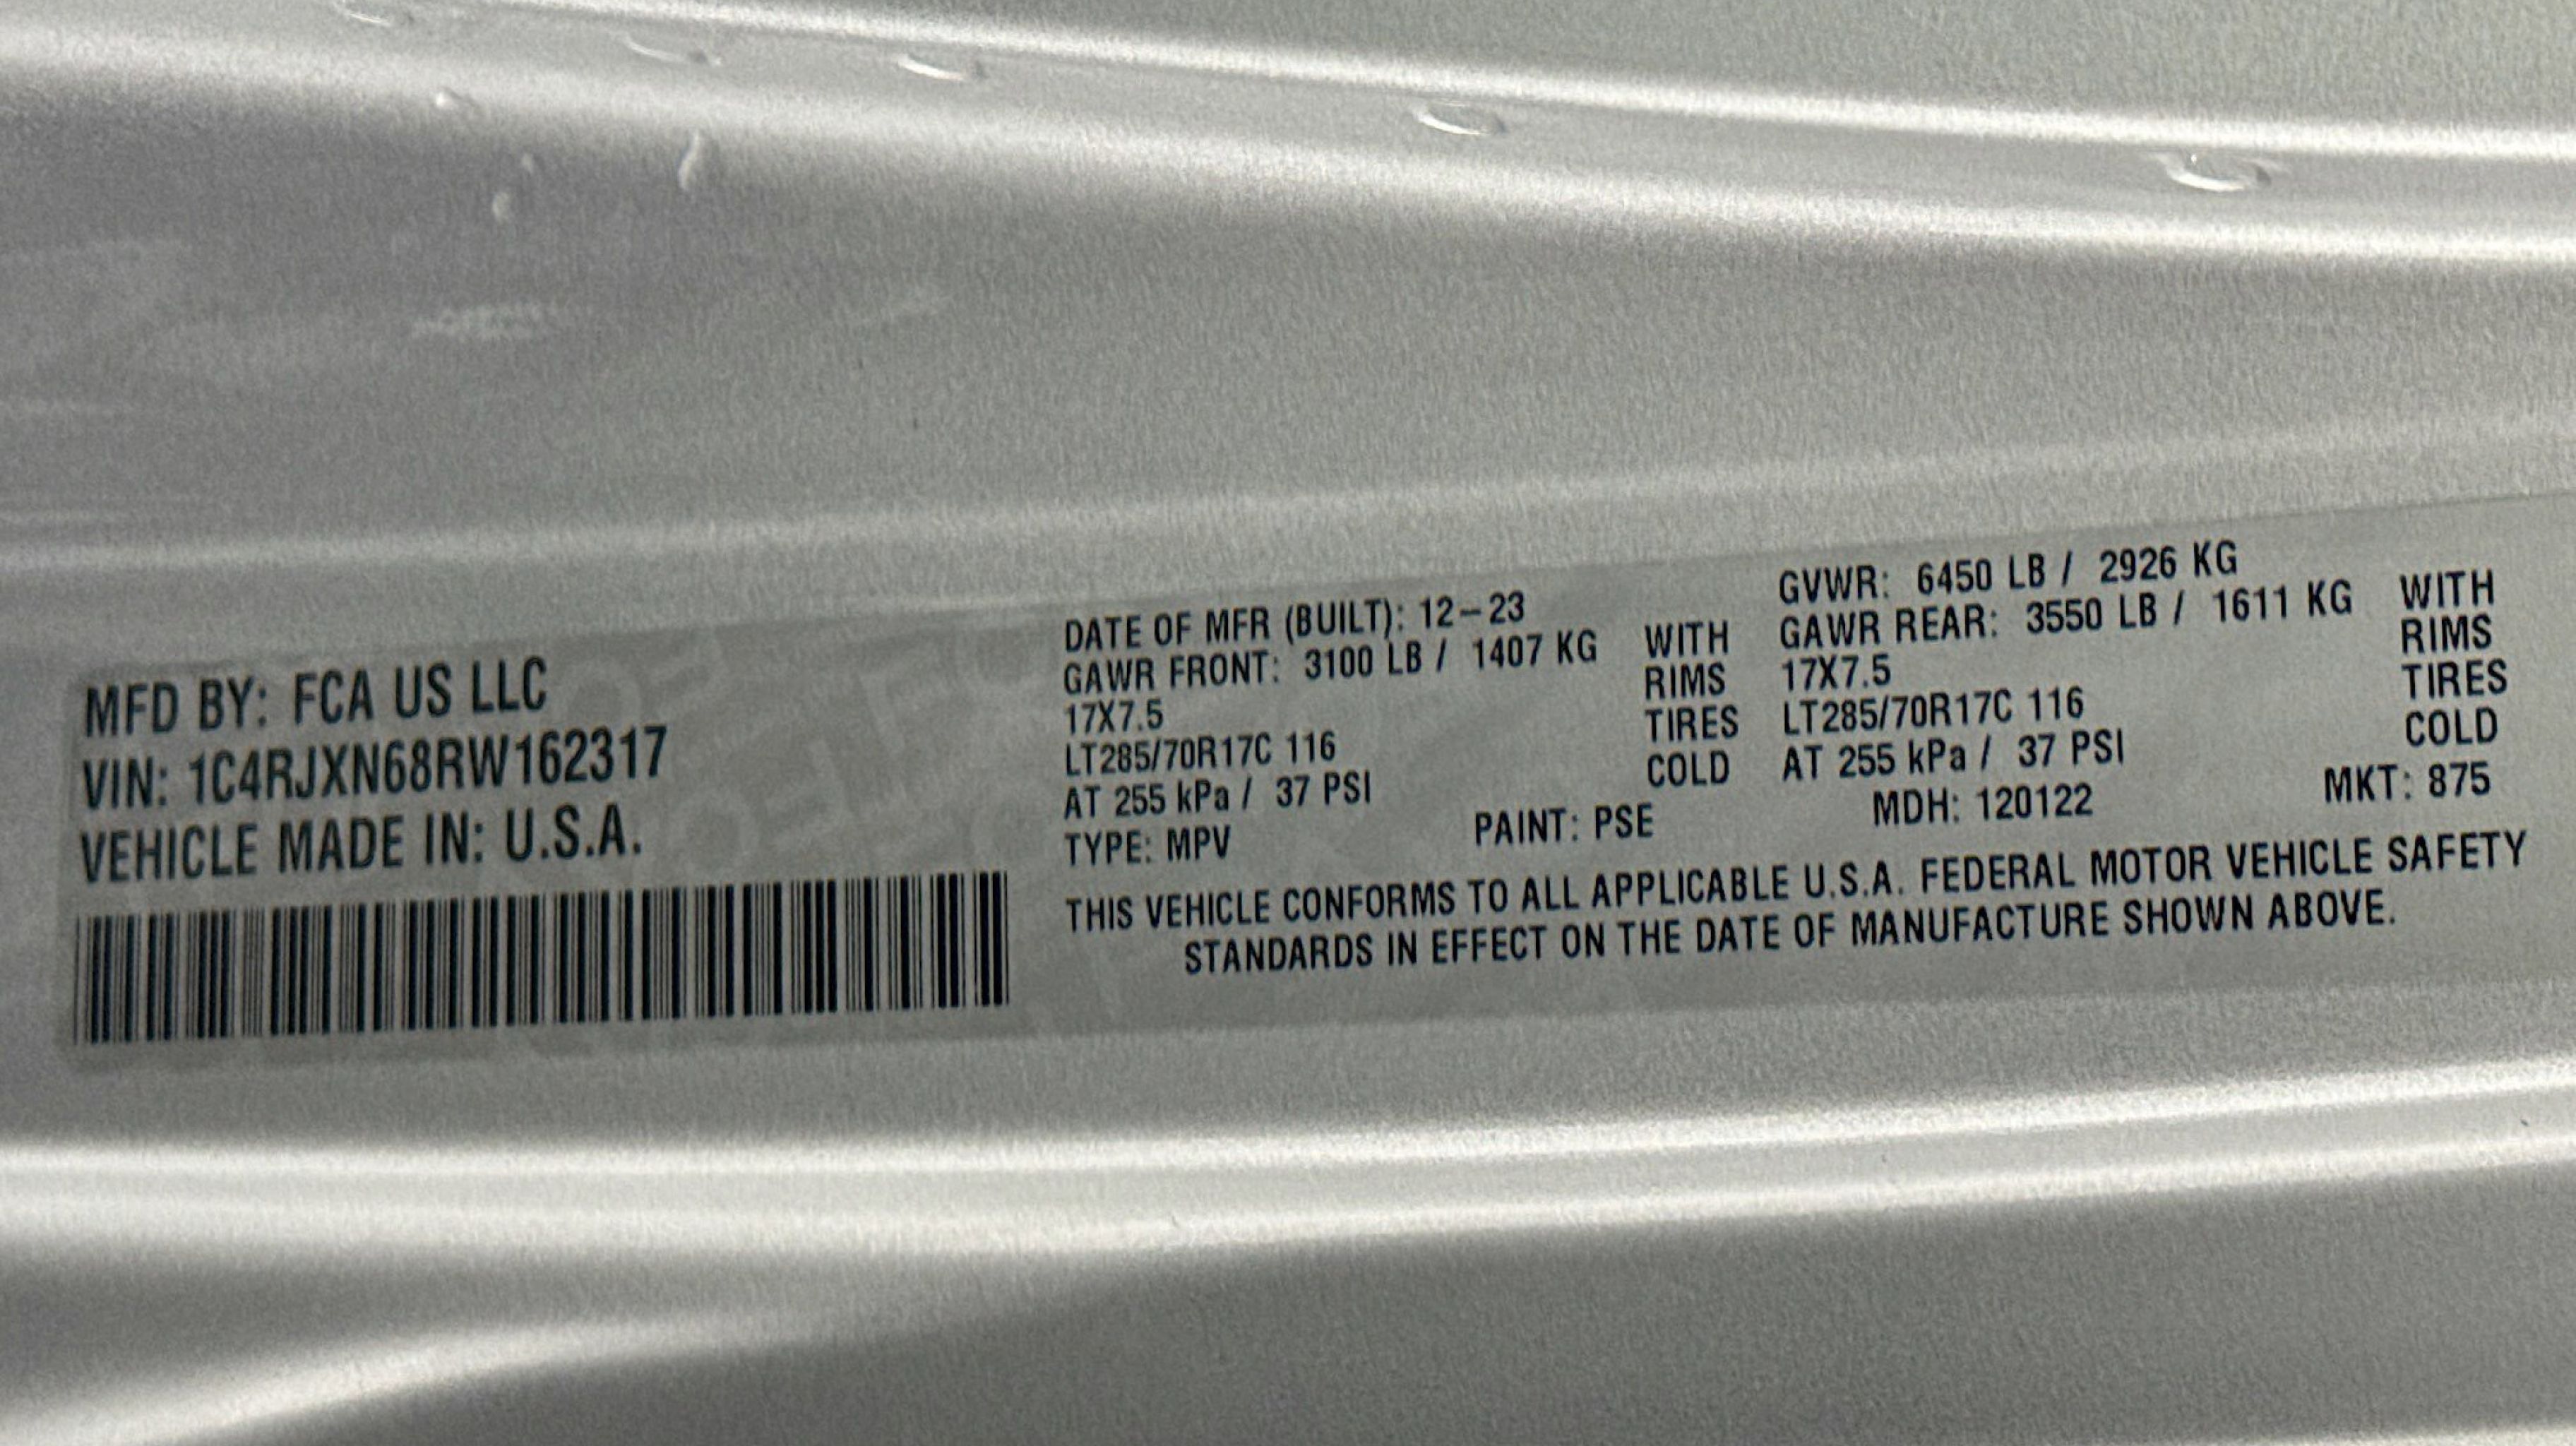 MFD BY: FCA US LLC
VIN: 1C4RJXN68RW162317
VEHICLE MADE IN: U.S.A.
DATE OF MFR (BUILT): 12-23
GAWR FRONT: 3100 LB / 1407 KG WITH
17X7.5 RIMS
LT285/70R17C 116 TIRES
AT 255 kPa / 37 PSI COLD
GVWR: 6450 LB / 2926 KG
GAWR REAR: 3550 LB / 1611 KG WITH
17X7.5 RIMS
LT285/70R17C 116 TIRES
AT 255 kPa / 37 PSI COLD
TYPE: MPV PAINT: PSE MDH: 120122 MKT: 875
THIS VEHICLE CONFORMS TO ALL APPLICABLE U.S.A. FEDERAL MOTOR VEHICLE SAFETY
STANDARDS IN EFFECT ON THE DATE OF MANUFACTURE SHOWN ABOVE.